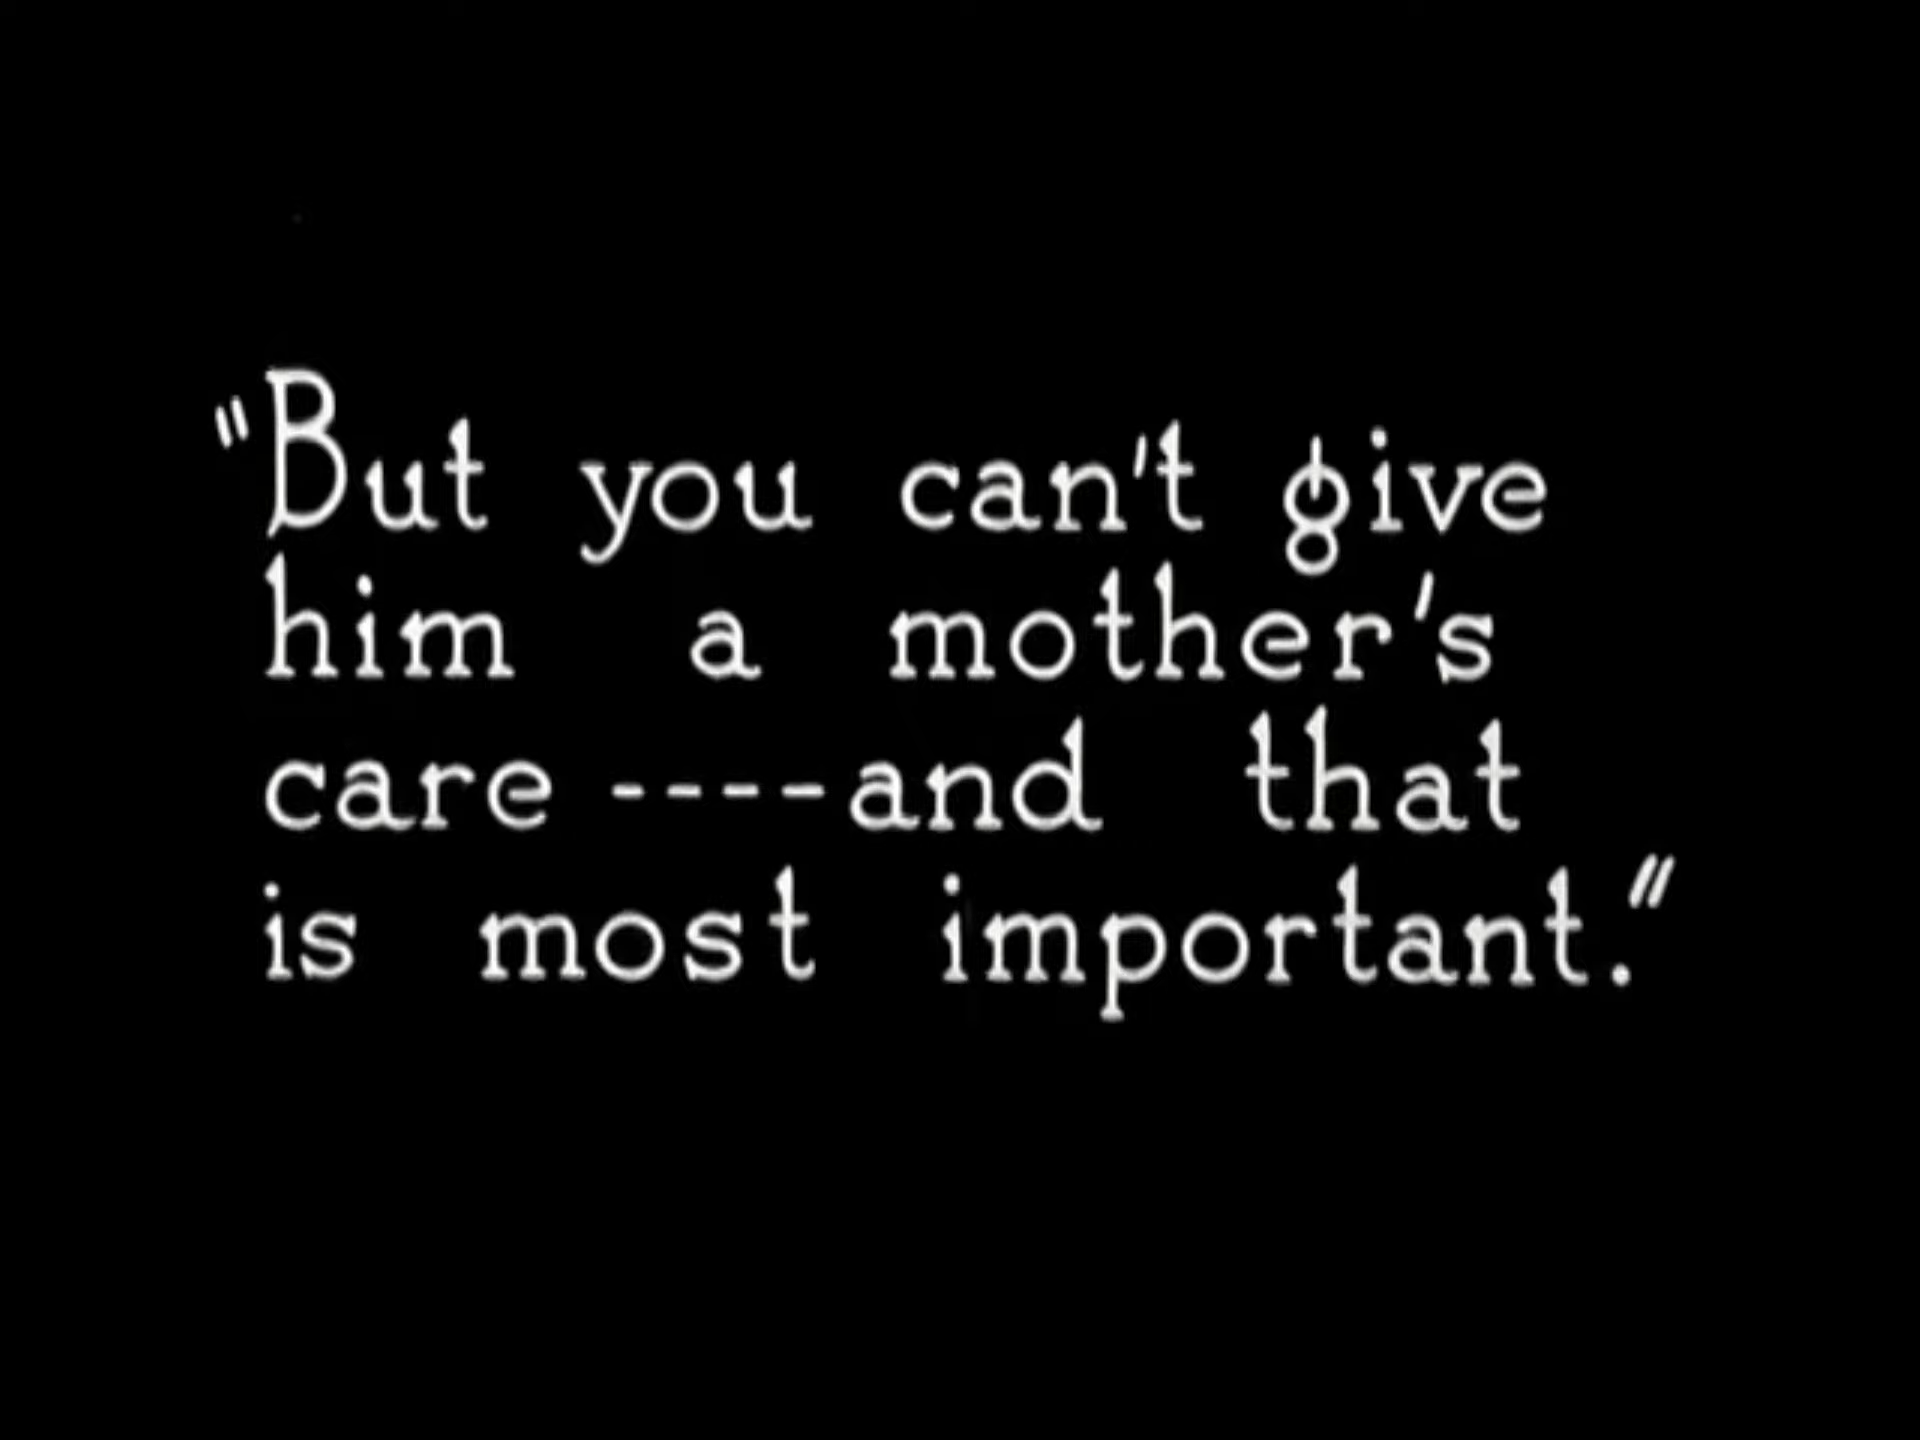 "But you can't give
him a mother's
care ----and that
is most important."